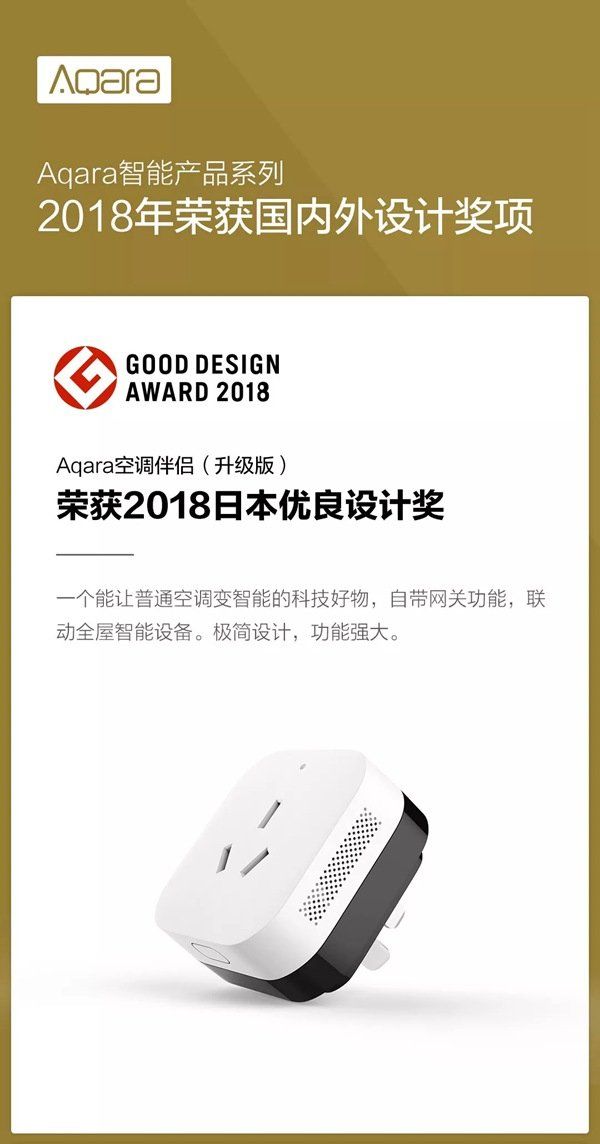 Aqara
Aqara智能产品系列
2018年荣获国内外设计奖项
GOOD DESIGN
AWARD 2018
Aqara空调伴侣（升级版）
荣获2018日本优良设计奖
一个能让普通空调变智能的科技好物，自带网关功能，联
动全屋智能设备。极简设计，功能强大。